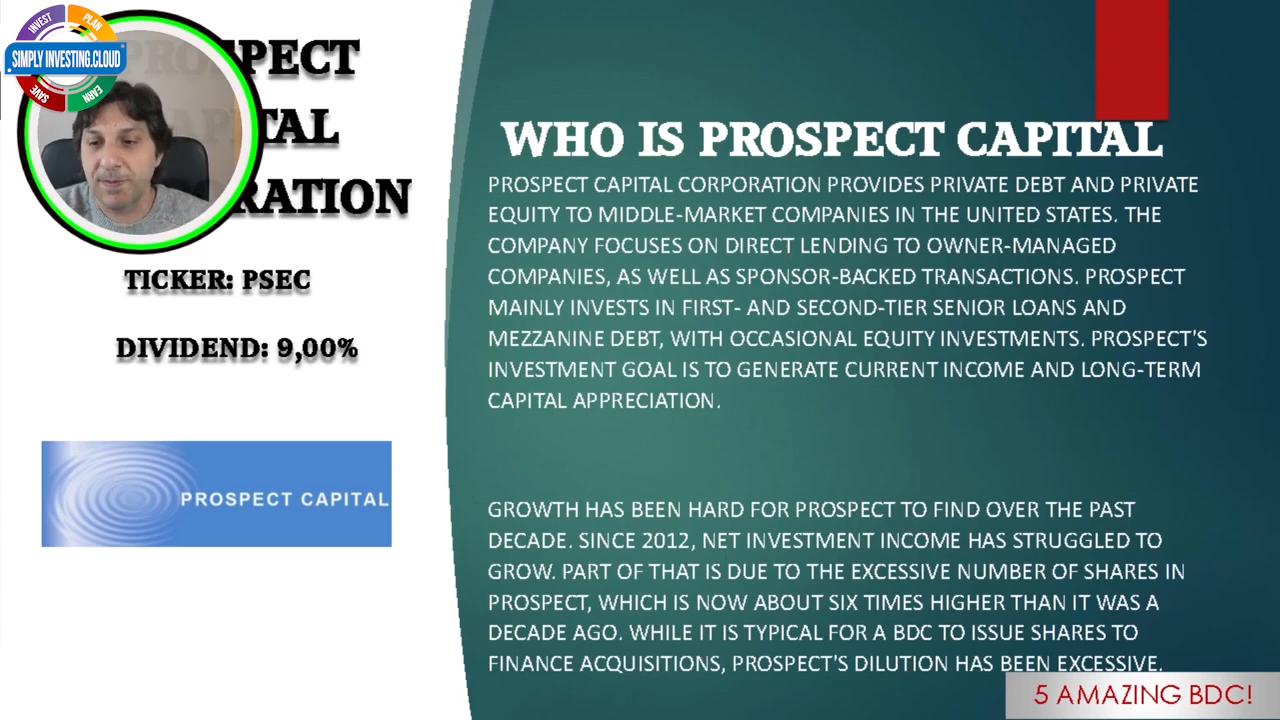 INVEST
PLAN
SIMPLY INVESTING.CLOUD
SAVE
EARN
PROSPECT
CAPITAL
RATION
TICKER: PSEC
DIVIDEND: 9,00%
PROSPECT CAPITAL
WHO IS PROSPECT CAPITAL
PROSPECT CAPITAL CORPORATION PROVIDES PRIVATE DEBT AND PRIVATE
EQUITY TO MIDDLE-MARKET COMPANIES IN THE UNITED STATES. THE
COMPANY FOCUSES ON DIRECT LENDING TO OWNER-MANAGED
COMPANIES, AS WELL AS SPONSOR-BACKED TRANSACTIONS. PROSPECT
MAINLY INVESTS IN FIRST- AND SECOND-TIER SENIOR LOANS AND
MEZZANINE DEBT, WITH OCCASIONAL EQUITY INVESTMENTS. PROSPECT'S
INVESTMENT GOAL IS TO GENERATE CURRENT INCOME AND LONG-TERM
CAPITAL APPRECIATION.
GROWTH HAS BEEN HARD FOR PROSPECT TO FIND OVER THE PAST
DECADE. SINCE 2012, NET INVESTMENT INCOME HAS STRUGGLED TO
GROW. PART OF THAT IS DUE TO THE EXCESSIVE NUMBER OF SHARES IN
PROSPECT, WHICH IS NOW ABOUT SIX TIMES HIGHER THAN IT WAS A
DECADE AGO. WHILE IT IS TYPICAL FOR A BDC TO ISSUE SHARES TO
FINANCE ACQUISITIONS, PROSPECT'S DILUTION HAS BEEN EXCESSIVE.
5 AMAZING BDC!